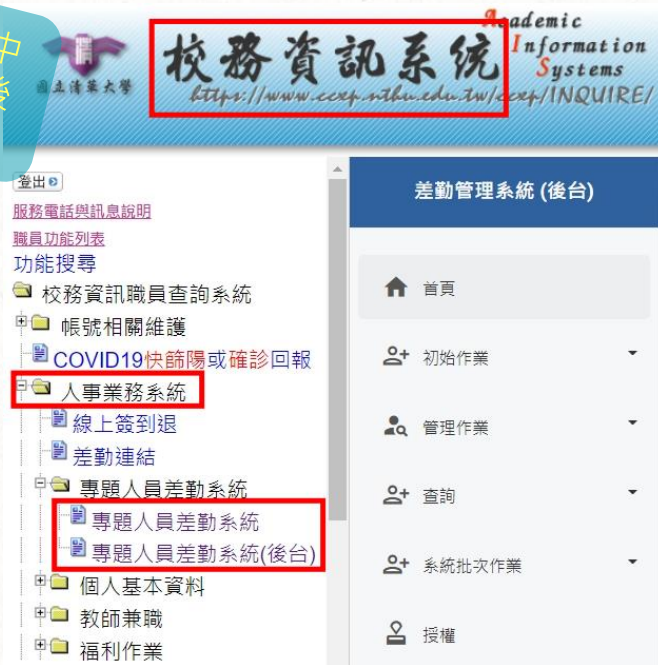 中
後
國立清華大學
校務資訊系統
Academic
Information
Systems
https://www.ccxp.nthu.edu.tw/ccxp/INQUIRE/
登出
服務電話與訊息說明
職員功能列表
功能搜尋
校務資訊職員查詢系統
帳號相關維護
COVID19快篩陽或確診回報
人事業務系統
線上簽到退
差勤連結
專題人員差勤系統
專題人員差勤系統
專題人員差勤系統(後台)
個人基本資料
教師兼職
福利作業
差勤管理系統 (後台)
首頁
初始作業
管理作業
查詢
系統批次作業
授權